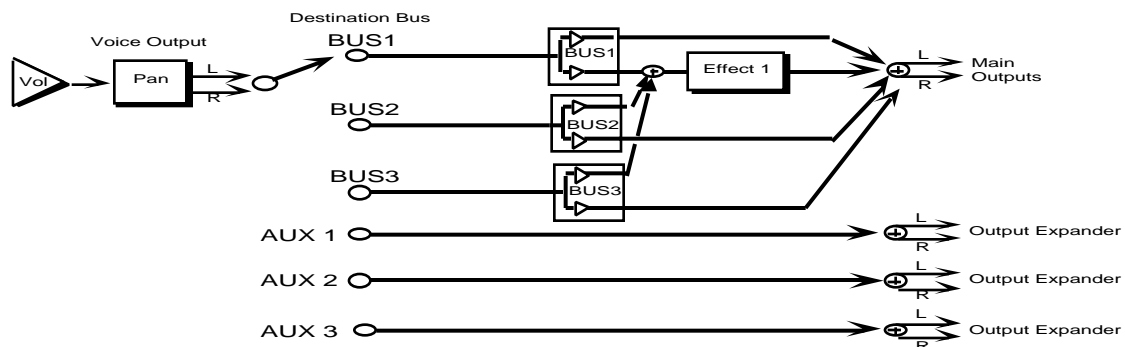 Destination Bus
Voice Output
BUS1
Vol
Pan
L
R
BUS1
Effect 1
L
R
Main
Outputs
BUS2
BUS2
BUS3
BUS3
AUX 1
L
R
Output Expander
AUX 2
L
R
Output Expander
AUX 3
L
R
Output Expander